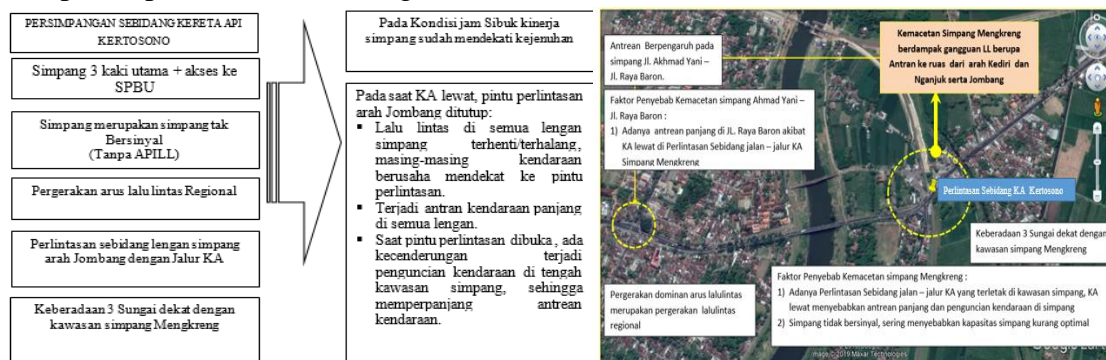 PERSIMPANGAN SEBIDANG KERETA API
KERTOSONO
Simpang 3 kaki utama + akses ke
SPBU
Simpang merupakan simpang tak
Bersinyal
(Tanpa APILL)
Pergerakan arus lalu lintas Regional
Perlintasan sebidang lengan simpang
arah Jombang dengan Jalur KA
Keberadaan 3 Sungai dekat dengan
kawasan simpang Mengkreng
Pada Kondisi jam Sibuk kinerja
simpang sudah mendekati kejenuhan
Pada saat KA lewat, pintu perlintasan
arah Jombang ditutup:
▪ Lalu lintas di semua lengan
simpang terhenti/terhalang,
masing-masing kendaraan
berusaha mendekat ke pintu
perlintasan.
▪ Terjadi antran kendaraan panjang
di semua lengan.
▪ Saat pintu perlintasan dibuka, ada
kecenderungan terjadi
penguncian kendaraan di tengah
kawasan simpang, sehingga
memperpanjang antrean
kendaraan.
Antrean Berpengaruh pada
simpang Jl. Akhmad Yani –
Jl. Raya Baron.
Faktor Penyebab Kemacetan simpang Ahmad Yani –
Jl. Raya Baron :
1) Adanya antrean panjang di JL. Raya Baron akibat
KA lewat di Perlintasan Sebidang jalan – jalur KA
Simpang Mengkreng
Kemacetan Simpang Mengkreng
berdampak gangguan LL berupa
Antran ke ruas dari arah Kediri dan
Nganjuk serta Jombang
Perlintasan Sebidang KA Kertosono
Keberadaan 3 Sungai dekat dengan
kawasan simpang Mengkreng
Pergerakan dominan arus lalulintas
merupakan pergerakan lalulintas
regional
Faktor Penyebab Kemacetan simpang Mengkreng :
1) Adanya Perlintasan Sebidang jalan – jalur KA yang terletak di kawasan simpang, KA
lewat menyebabkan antrean panjang dan penguncian kendaraan di simpang
2) Simpang tidak bersinyal, sering menyebabkan kapasitas simpang kurang optimal
Image © 2019 Maxar Technologies